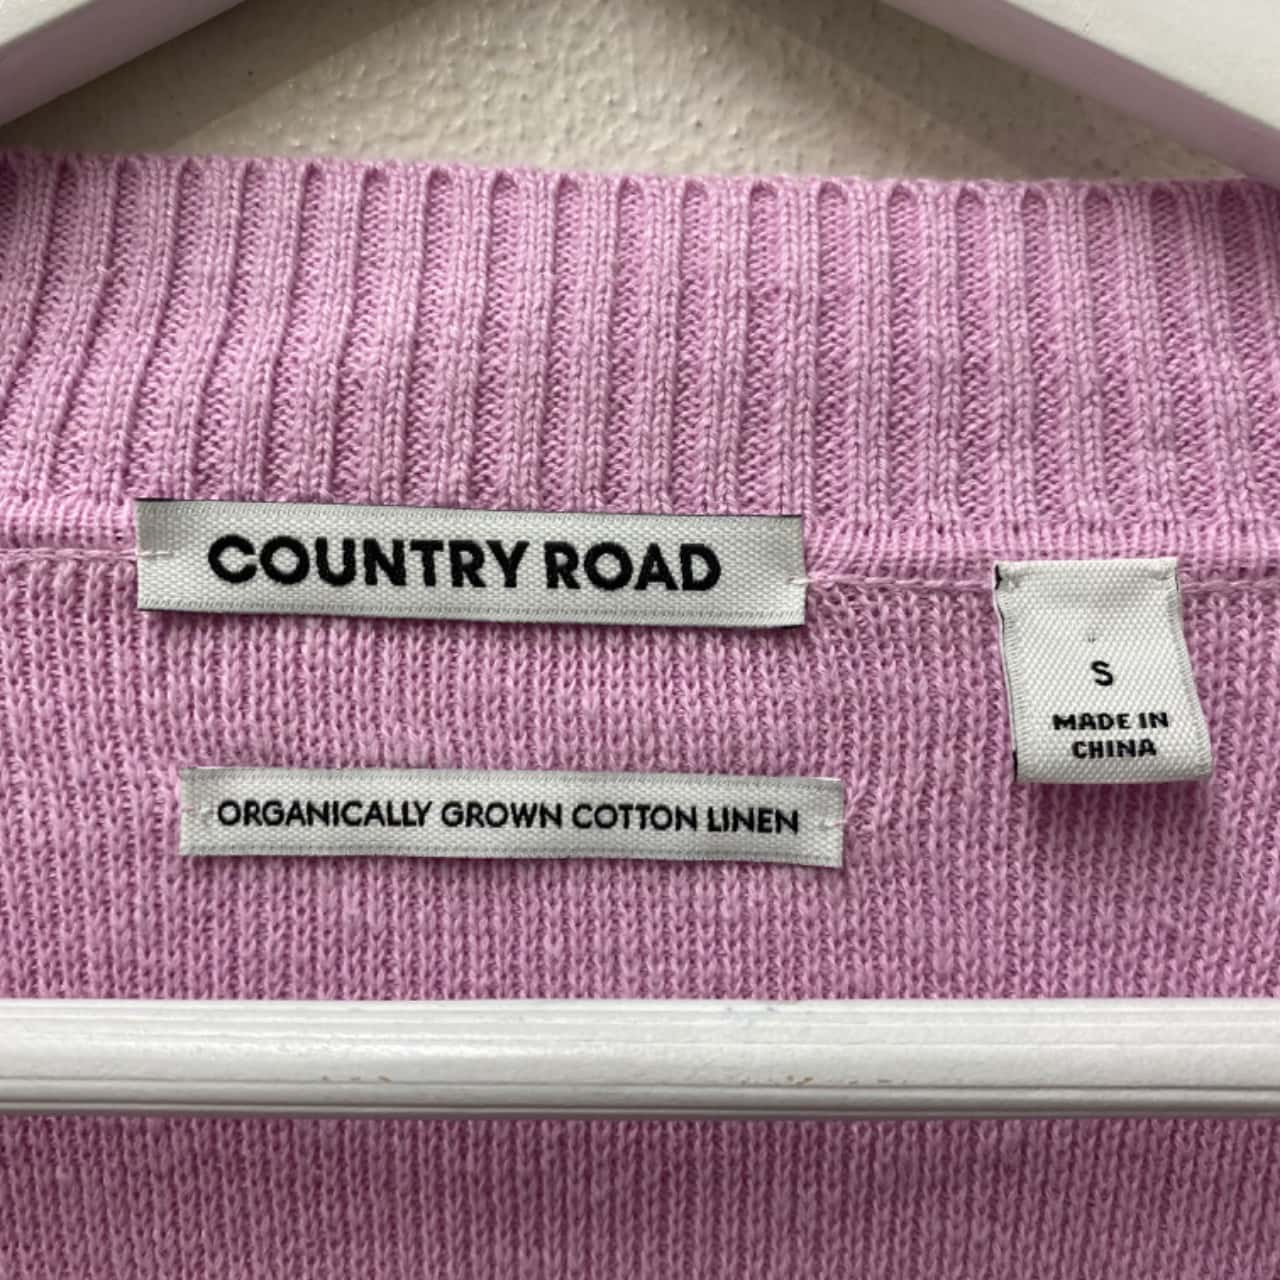 COUNTRY ROAD
S
MADE IN
CHINA
ORGANICALLY GROWN COTTON LINEN